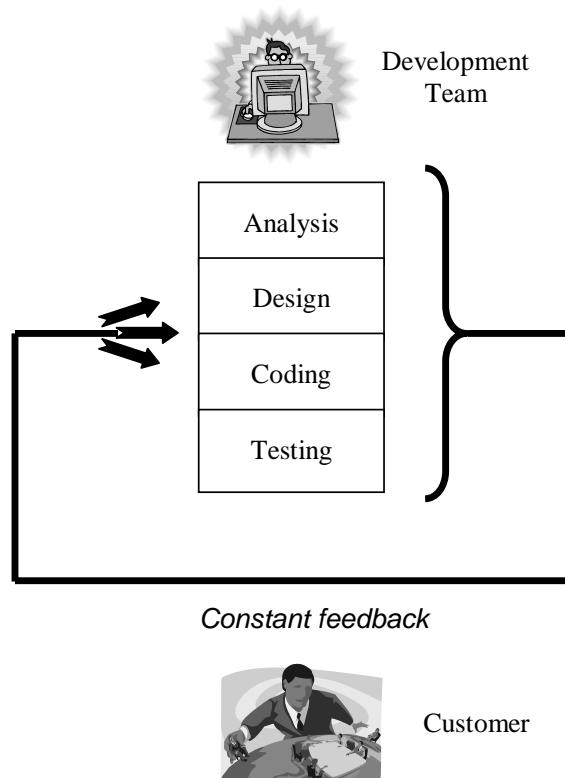 Development
Team
Analysis
Design
Coding
Testing
Constant feedback
Customer